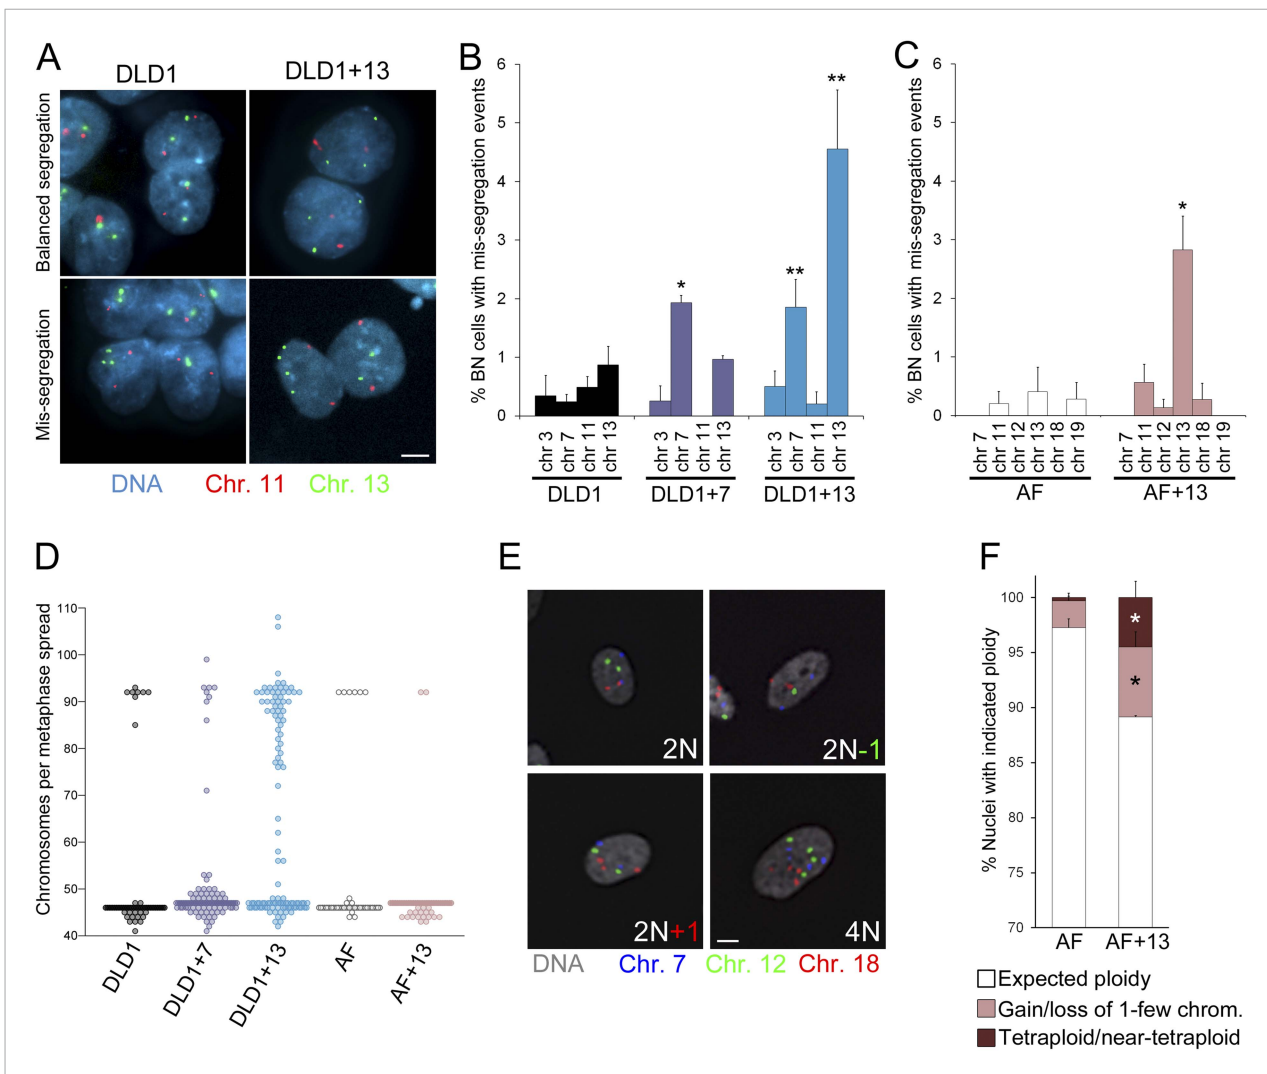 A
DLD1
DLD1+13
Balanced segregation
Mis-segregation
DNA
Chr. 11
Chr. 13
B
% BN cells with mis-segregation events
6
5
4
3
2
1
0
*
**
**
chr 3
chr 7
chr 11
chr 13
chr 3
chr 7
chr 11
chr 13
chr 3
chr 7
chr 11
chr 13
DLD1
DLD1+7
DLD1+13
C
% BN cells with mis-segregation events
6
5
4
3
2
1
0
*
chr 7
chr 11
chr 12
chr 13
chr 18
chr 19
chr 7
chr 11
chr 12
chr 13
chr 18
chr 19
AF
AF+13
D
Chromosomes per metaphase spread
110
100
90
80
70
60
50
40
DLD1
DLD1+7
DLD1+13
AF
AF+13
E
2N
2N-1
2N+1
4N
DNA
Chr. 7
Chr. 12
Chr. 18
F
% Nuclei with indicated ploidy
100
95
90
85
80
75
70
*
*
AF
AF+13
Expected ploidy
Gain/loss of 1-few chrom.
Tetraploid/near-tetraploid